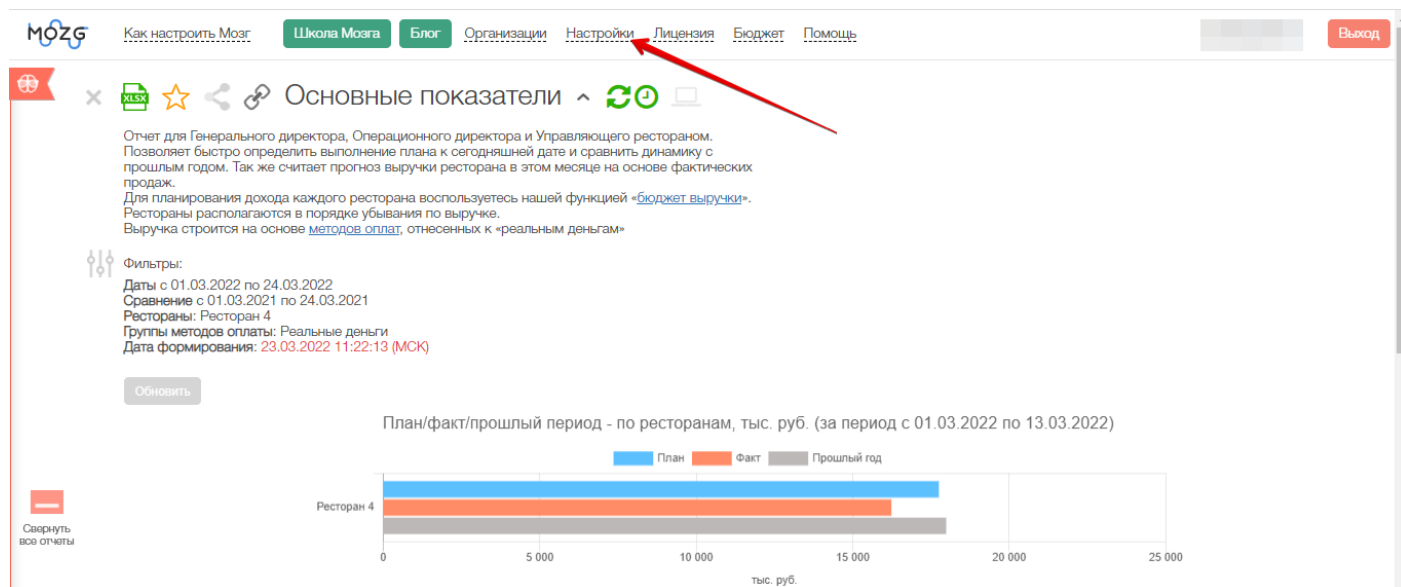 MOZG Как настроить Мозг Школа Мозга Блог Организации Настройки Лицензия Бюджет Помощь Выход
XLSX Основные показатели
Отчет для Генерального директора, Операционного директора и Управляющего рестораном.
Позволяет быстро определить выполнение плана к сегодняшней дате и сравнить динамику с
прошлым годом. Так же считает прогноз выручки ресторана в этом месяце на основе фактических
продаж.
Для планирования дохода каждого ресторана воспользуетесь нашей функцией «бюджет выручки».
Рестораны располагаются в порядке убывания по выручке.
Выручка строится на основе методов оплат, отнесенных к «реальным деньгам»
Фильтры:
Даты с 01.03.2022 по 24.03.2022
Сравнение с 01.03.2021 по 24.03.2021
Рестораны: Ресторан 4
Группы методов оплаты: Реальные деньги
Дата формирования: 23.03.2022 11:22:13 (МСК)
Обновить
План/факт/прошлый период - по ресторанам, тыс. руб. (за период с 01.03.2022 по 13.03.2022)
План Факт Прошлый год
Ресторан 4
0 5 000 10 000 15 000 20 000 25 000
тыс. руб.
Свернуть
все отчеты